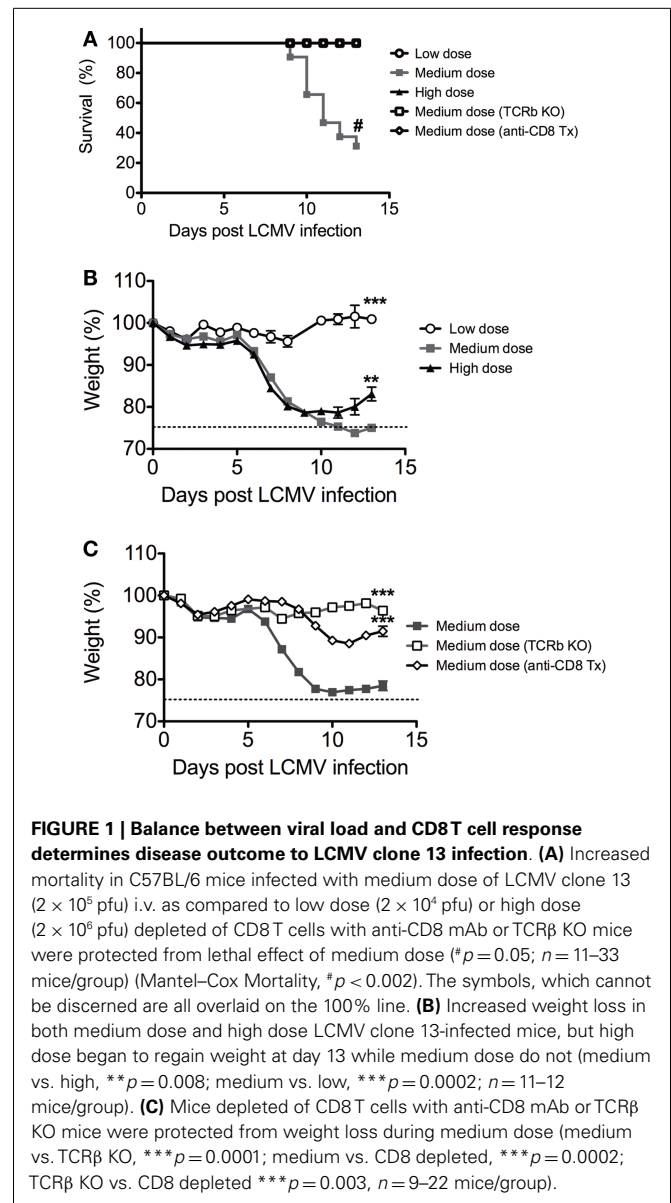 A
Survival (%)
100
80
60
40
20
0
#
0 5 10 15
Days post LCMV infection
Low dose
Medium dose
High dose
Medium dose (TCRb KO)
Medium dose (anti-CD8 Tx)
B
Weight (%)
110
100
90
80
70
***
**
0 5 10 15
Days post LCMV infection
Low dose
Medium dose
High dose
C
Weight (%)
110
100
90
80
70
***
***
0 5 10 15
Days post LCMV infection
Medium dose
Medium dose (TCRb KO)
Medium dose (anti-CD8 Tx)
FIGURE 1 | Balance between viral load and CD8 T cell response
determines disease outcome to LCMV clone 13 infection. (A) Increased
mortality in C57BL/6 mice infected with medium dose of LCMV clone 13
(2 × 10⁵ pfu) i.v. as compared to low dose (2 × 10⁴ pfu) or high dose
(2 × 10⁶ pfu) depleted of CD8 T cells with anti-CD8 mAb or TCRβ KO mice
were protected from lethal effect of medium dose (#p = 0.05; n = 11–33
mice/group) (Mantel–Cox Mortality, #p < 0.002). The symbols, which cannot
be discerned are all overlaid on the 100% line. (B) Increased weight loss in
both medium dose and high dose LCMV clone 13-infected mice, but high
dose began to regain weight at day 13 while medium dose do not (medium
vs. high, **p = 0.008; medium vs. low, ***p = 0.0002; n = 11–12
mice/group). (C) Mice depleted of CD8 T cells with anti-CD8 mAb or TCRβ
KO mice were protected from weight loss during medium dose (medium
vs. TCRβ KO, ***p = 0.0001; medium vs. CD8 depleted, ***p = 0.0002;
TCRβ KO vs. CD8 depleted ***p = 0.003, n = 9–22 mice/group).